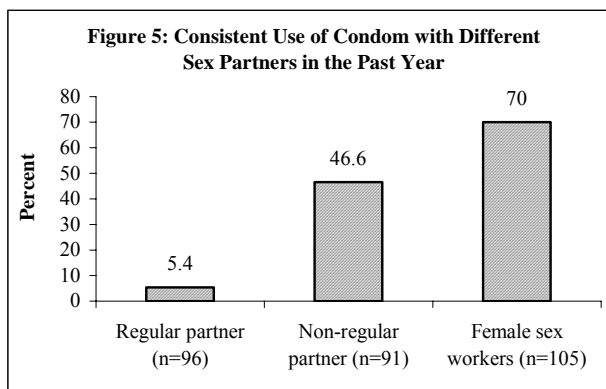 Figure 5: Consistent Use of Condom with Different
Sex Partners in the Past Year
Percent
80
70
60
50
40
30
20
10
0
5.4
46.6
70
Regular partner
(n=96)
Non-regular
partner (n=91)
Female sex
workers (n=105)